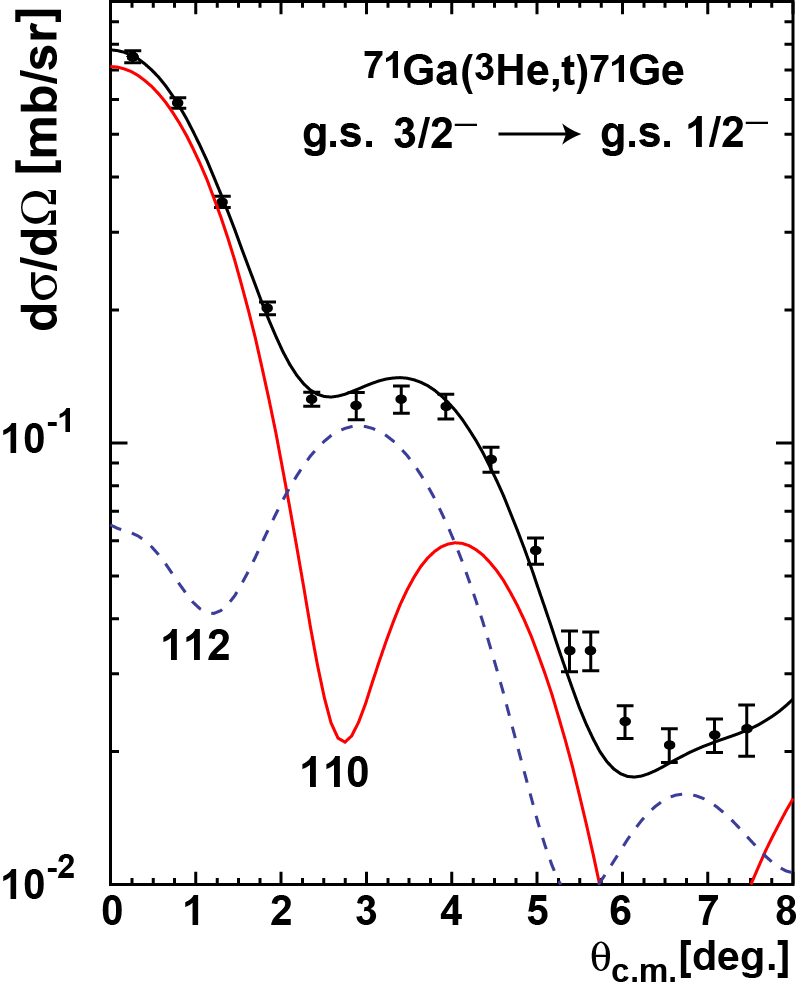 dσ/dΩ [mb/sr]
71Ga(3He,t)71Ge
g.s. 3/2– → g.s. 1/2–
10-1
112
110
10-2
0 1 2 3 4 5 6 7 8
θc.m.[deg.]